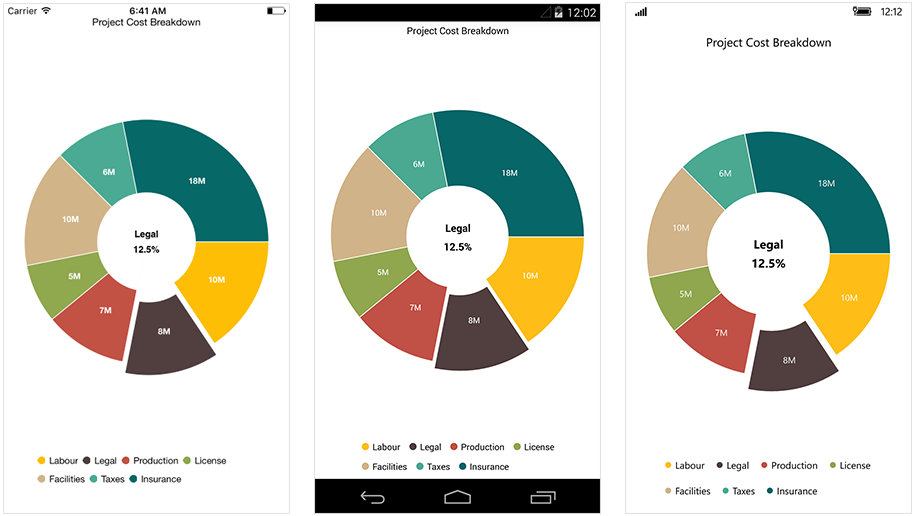 Carrier 6:41 AM
Project Cost Breakdown
6M
18M
10M
Legal
12.5%
5M
10M
7M
8M
Labour Legal Production License
Facilities Taxes Insurance
12:02
Project Cost Breakdown
6M
18M
10M
Legal
12.5%
5M
10M
7M
8M
Labour Legal Production License
Facilities Taxes Insurance
12:12
Project Cost Breakdown
6M
18M
10M
Legal
12.5%
5M
10M
7M
8M
Labour Legal Production License
Facilities Taxes Insurance